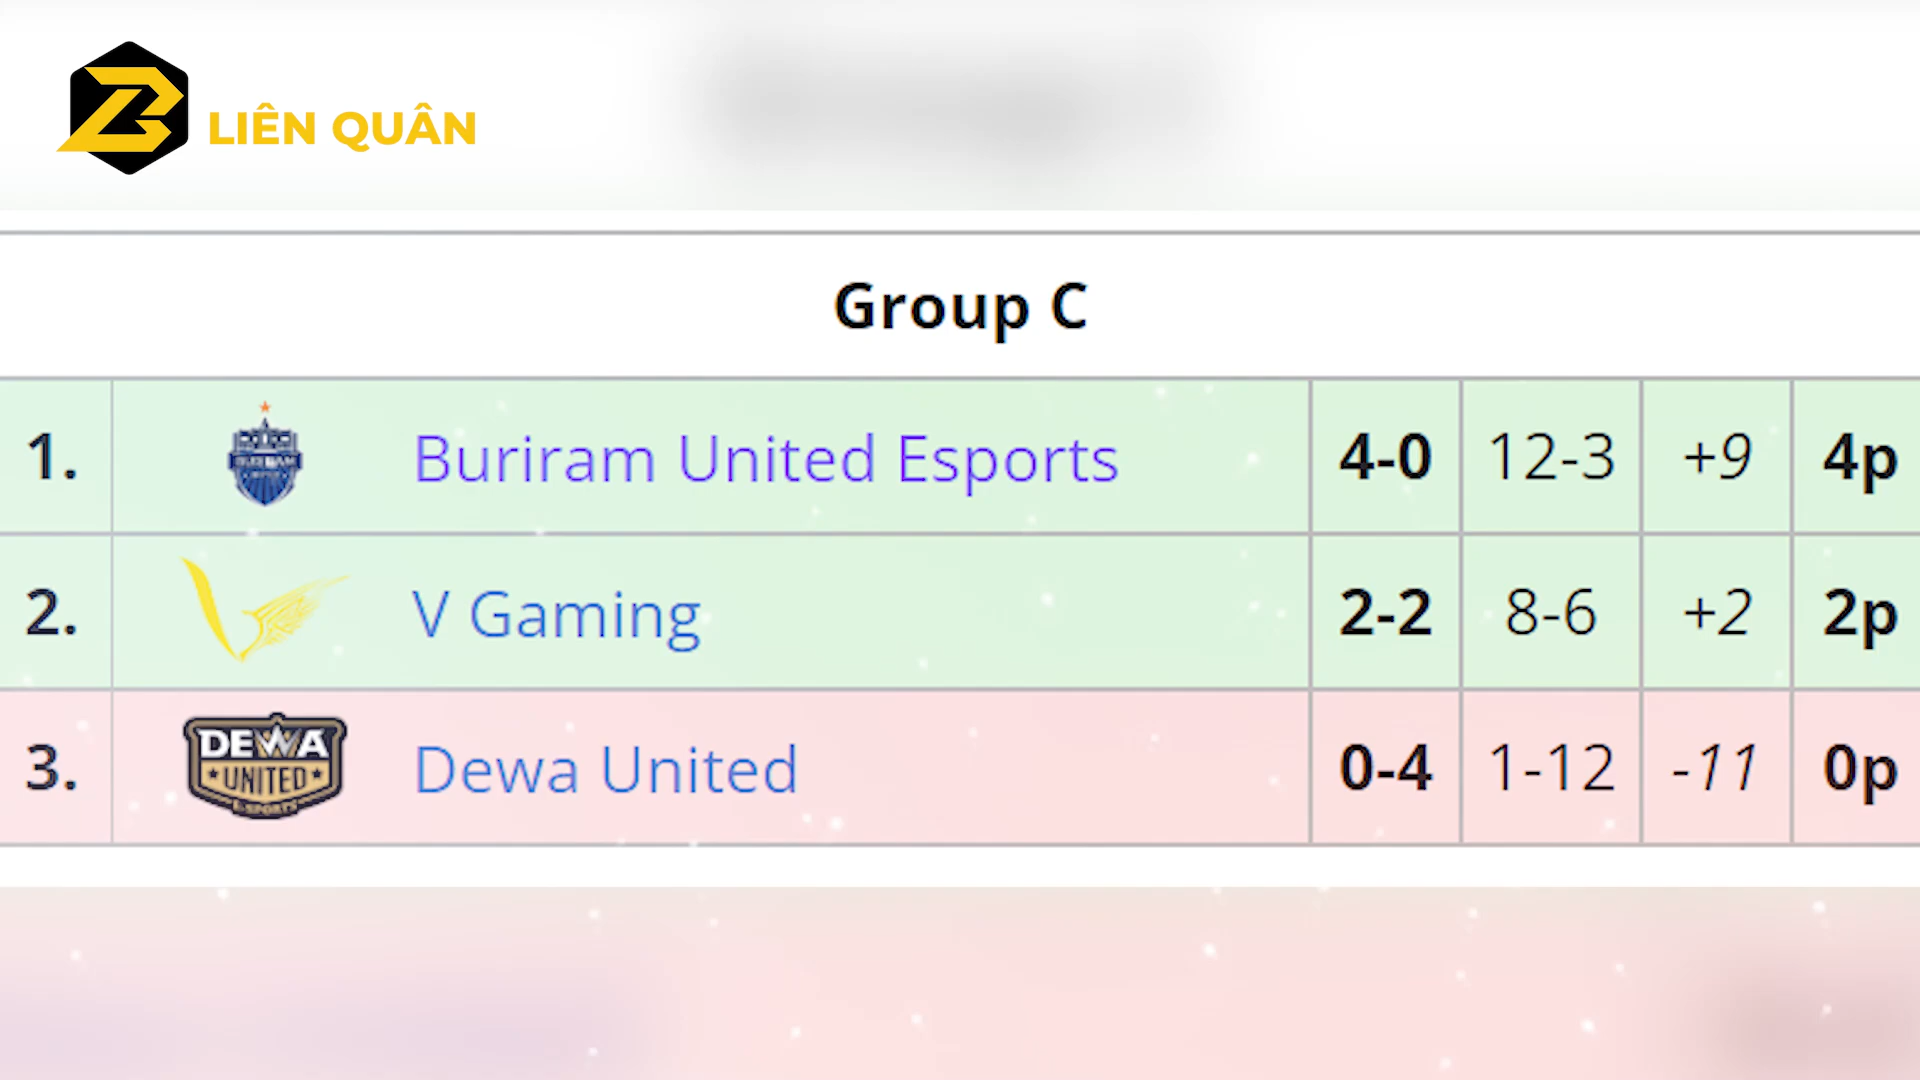 LIÊN QUÂN
Group C
1. Buriram United Esports 4-0 12-3 +9 4p
2. V Gaming 2-2 8-6 +2 2p
3. DEWA UNITED Dewa United 0-4 1-12 -11 0p